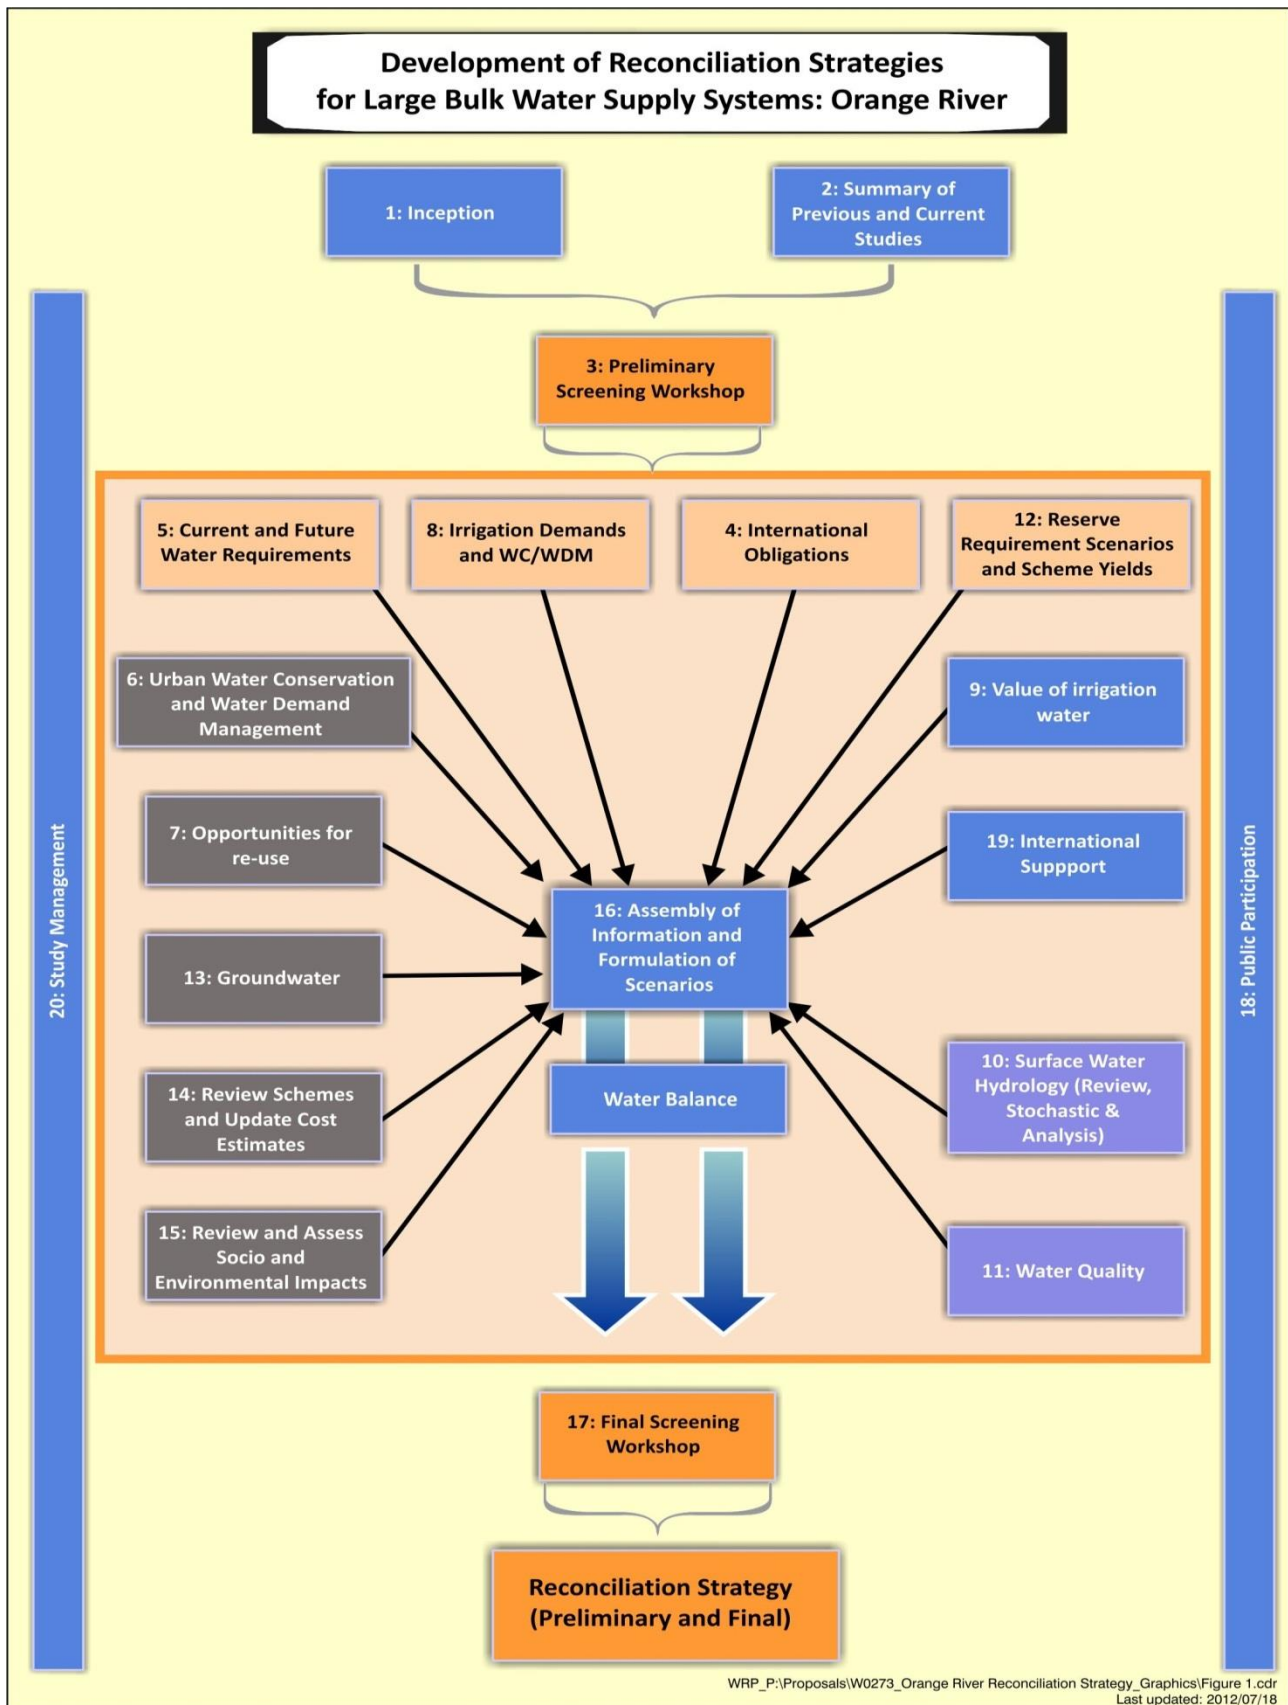 Development of Reconciliation Strategies
for Large Bulk Water Supply Systems: Orange River
1: Inception
2: Summary of
Previous and Current
Studies
3: Preliminary
Screening Workshop
20: Study Management
18: Public Participation
5: Current and Future
Water Requirements
8: Irrigation Demands
and WC/WDM
4: International
Obligations
12: Reserve
Requirement Scenarios
and Scheme Yields
6: Urban Water Conservation
and Water Demand
Management
9: Value of irrigation
water
7: Opportunities for
re-use
19: International
Suppport
16: Assembly of
Information and
Formulation of
Scenarios
13: Groundwater
14: Review Schemes
and Update Cost
Estimates
Water Balance
10: Surface Water
Hydrology (Review,
Stochastic &
Analysis)
15: Review and Assess
Socio and
Environmental Impacts
11: Water Quality
17: Final Screening
Workshop
Reconciliation Strategy
(Preliminary and Final)
WRP_P:\Proposals\W0273_Orange River Reconciliation Strategy_Graphics\Figure 1.cdr
Last updated: 2012/07/16